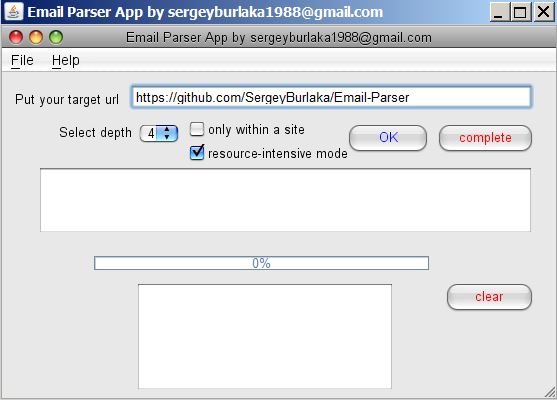 Email Parser App by sergeyburlaka1988@gmail.com
Email Parser App by sergeyburlaka1988@gmail.com
File Help
Put your target url https://github.com/SergeyBurlaka/Email-Parser
Select depth 4 only within a site OK complete
resource-intensive mode
0%
clear